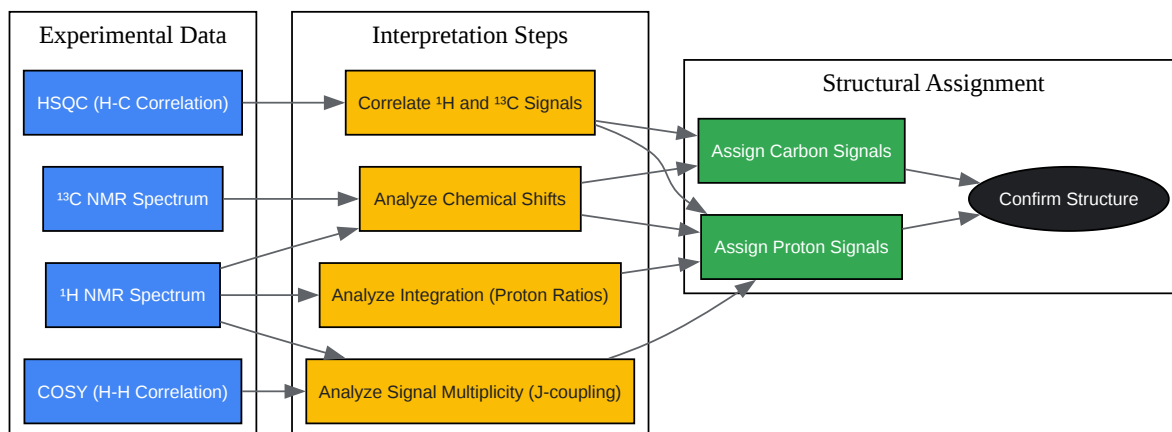 Experimental Data
HSQC (H-C Correlation)
¹³C NMR Spectrum
¹H NMR Spectrum
COSY (H-H Correlation)
Interpretation Steps
Correlate ¹H and ¹³C Signals
Analyze Chemical Shifts
Analyze Integration (Proton Ratios)
Analyze Signal Multiplicity (J-coupling)
Structural Assignment
Assign Carbon Signals
Assign Proton Signals
Confirm Structure